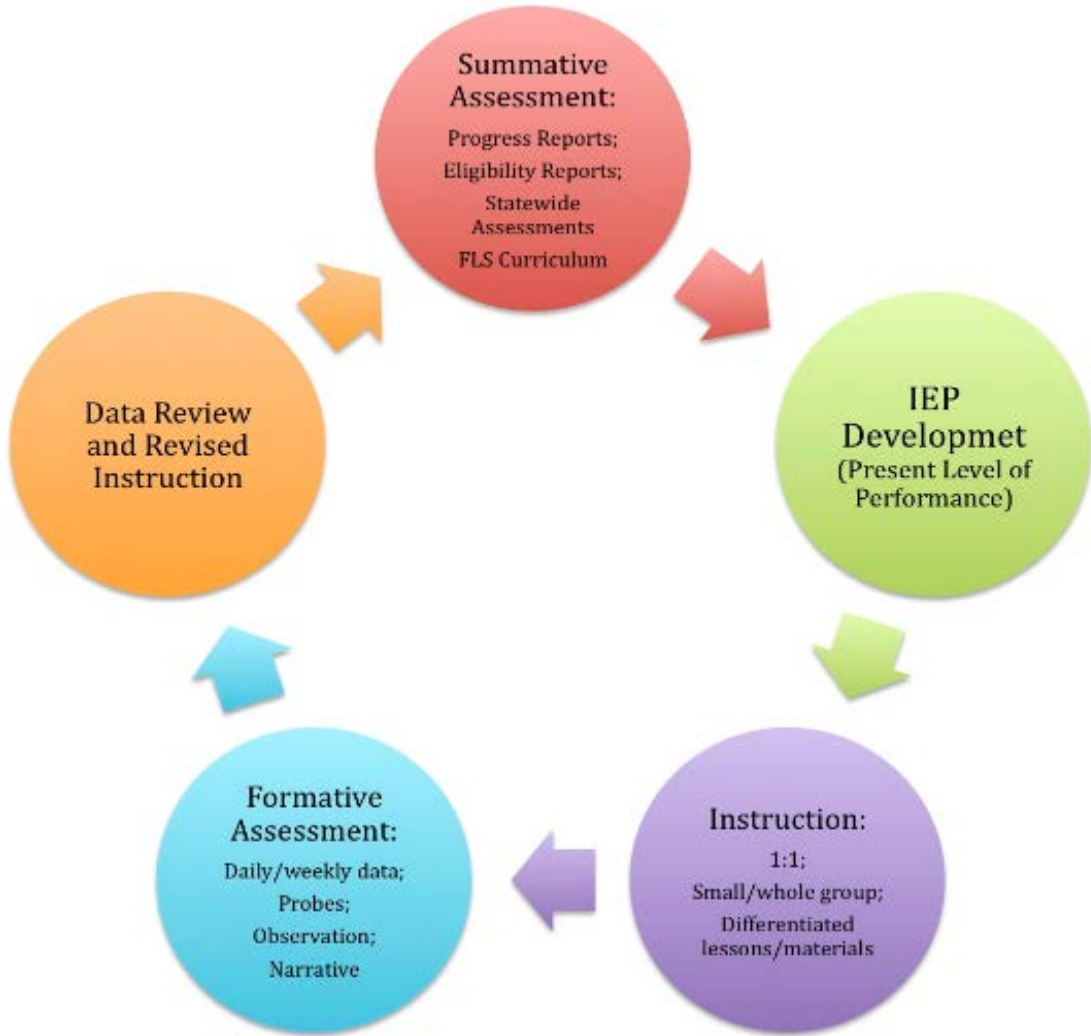 Summative
Assessment:
Progress Reports;
Eligibility Reports;
Statewide
Assessments
FLS Curriculum
IEP
Developmet
(Present Level of
Performance)
Instruction:
1:1;
Small/whole group;
Differentiated
lessons/materials
Formative
Assessment:
Daily/weekly data;
Probes;
Observation;
Narrative
Data Review
and Revised
Instruction